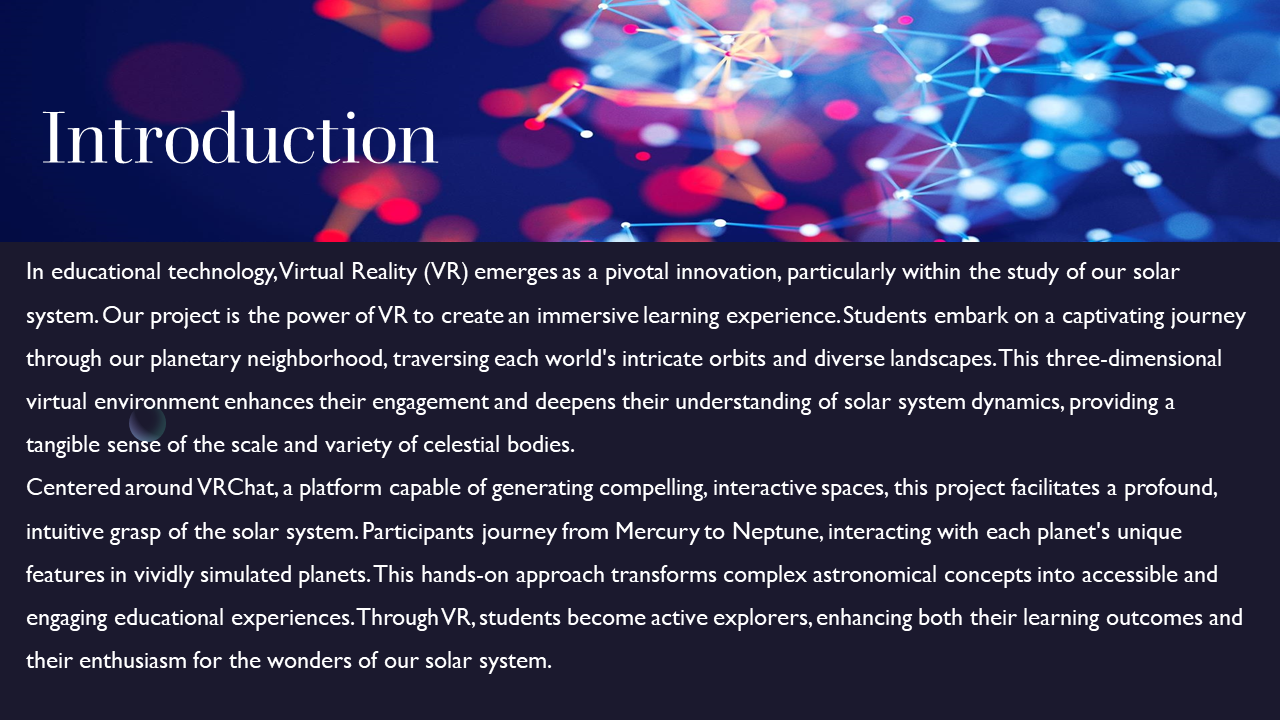 Introduction
In educational technology, Virtual Reality (VR) emerges as a pivotal innovation, particularly within the study of our solar
system. Our project is the power of VR to create an immersive learning experience. Students embark on a captivating journey
through our planetary neighborhood, traversing each world's intricate orbits and diverse landscapes. This three-dimensional
virtual environment enhances their engagement and deepens their understanding of solar system dynamics, providing a
tangible sense of the scale and variety of celestial bodies.
Centered around VRChat, a platform capable of generating compelling, interactive spaces, this project facilitates a profound,
intuitive grasp of the solar system. Participants journey from Mercury to Neptune, interacting with each planet's unique
features in vividly simulated planets. This hands-on approach transforms complex astronomical concepts into accessible and
engaging educational experiences. Through VR, students become active explorers, enhancing both their learning outcomes and
their enthusiasm for the wonders of our solar system.